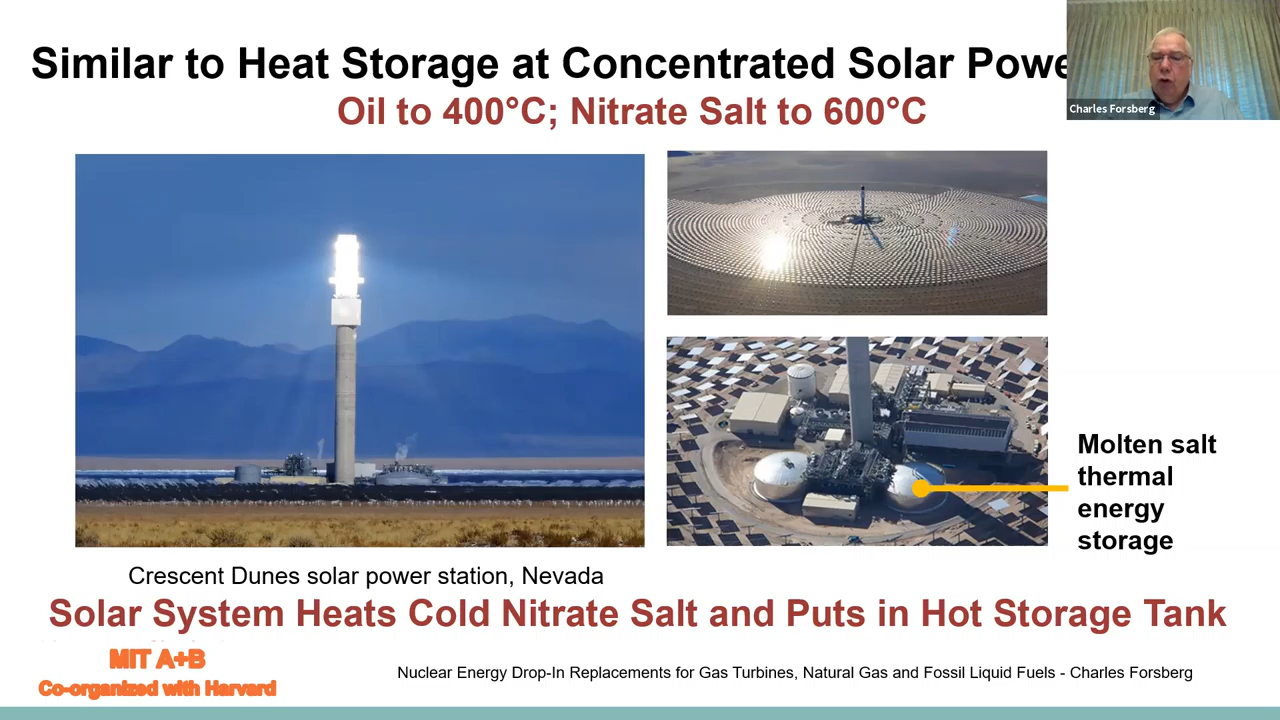 Similar to Heat Storage at Concentrated Solar Powe
Charles Forsberg
Oil to 400°C; Nitrate Salt to 600°C
Molten salt
thermal
energy
storage
Crescent Dunes solar power station, Nevada
Solar System Heats Cold Nitrate Salt and Puts in Hot Storage Tank
MIT A+B
Co-organized with Harvard
Nuclear Energy Drop-In Replacements for Gas Turbines, Natural Gas and Fossil Liquid Fuels - Charles Forsberg